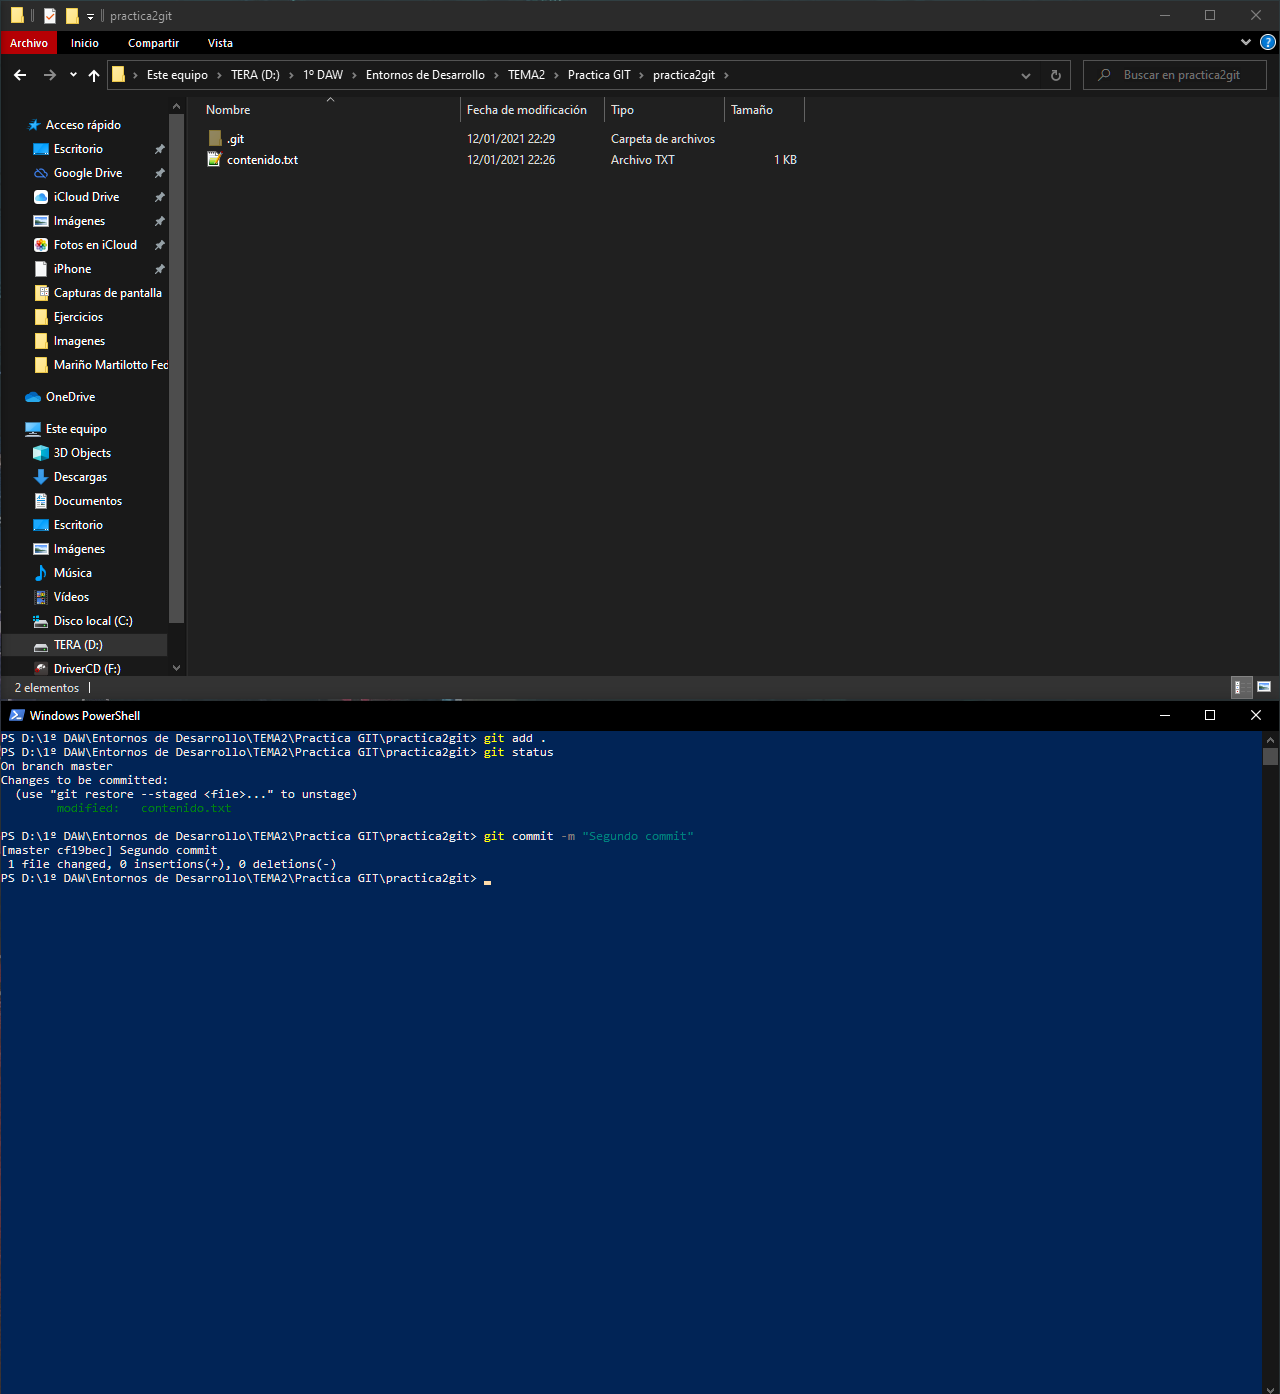 practica2git
Archivo Inicio Compartir Vista
Este equipo › TERA (D:) › 1º DAW › Entornos de Desarrollo › TEMA2 › Practica GIT › practica2git ›
Buscar en practica2git
Nombre Fecha de modificación Tipo Tamaño
.git 12/01/2021 22:29 Carpeta de archivos
contenido.txt 12/01/2021 22:26 Archivo TXT 1 KB
Acceso rápido
Escritorio
Google Drive
iCloud Drive
Imágenes
Fotos en iCloud
iPhone
Capturas de pantalla
Ejercicios
Imagenes
Mariño Martilotto Fed
OneDrive
Este equipo
3D Objects
Descargas
Documentos
Escritorio
Imágenes
Música
Vídeos
Disco local (C:)
TERA (D:)
DriverCD (F:)
2 elementos
Windows PowerShell
PS D:\1º DAW\Entornos de Desarrollo\TEMA2\Practica GIT\practica2git> git add .
PS D:\1º DAW\Entornos de Desarrollo\TEMA2\Practica GIT\practica2git> git status
On branch master
Changes to be committed:
(use "git restore --staged <file>..." to unstage)
modified: contenido.txt
PS D:\1º DAW\Entornos de Desarrollo\TEMA2\Practica GIT\practica2git> git commit -m "Segundo commit"
[master cf19bec] Segundo commit
1 file changed, 0 insertions(+), 0 deletions(-)
PS D:\1º DAW\Entornos de Desarrollo\TEMA2\Practica GIT\practica2git>